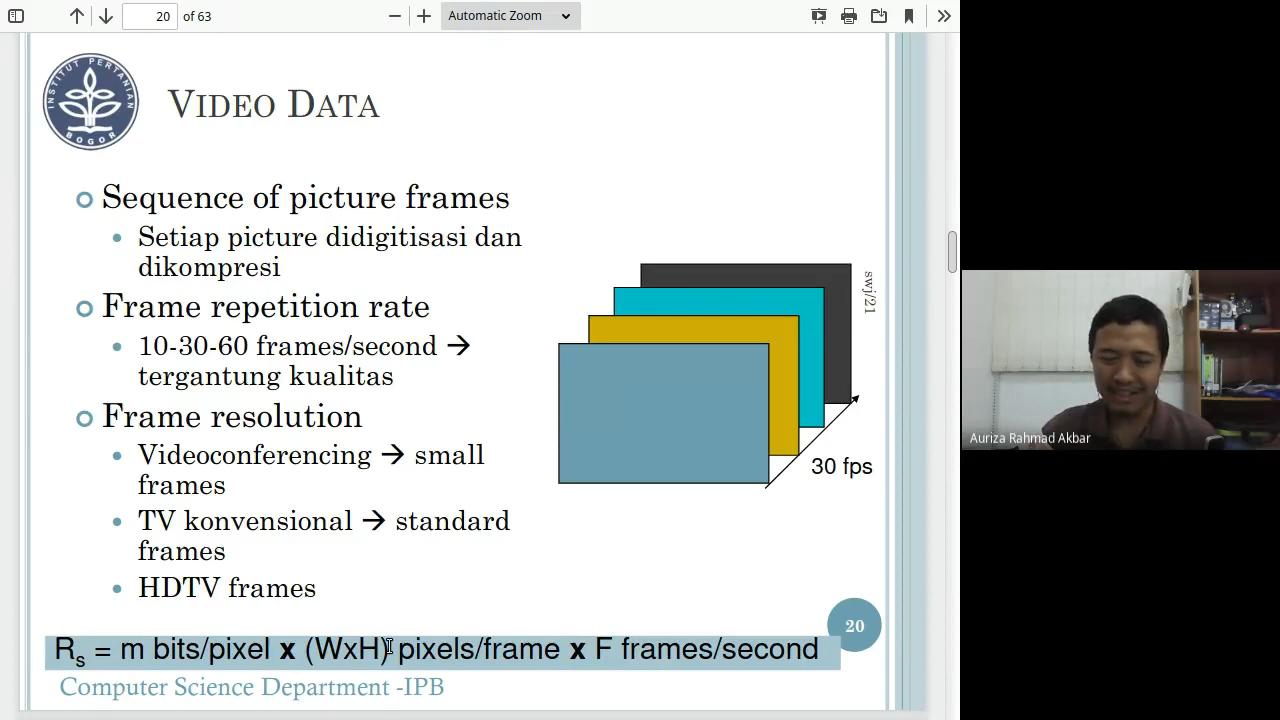 20 of 63
Automatic Zoom
INSTITUT PERTANIAN
BOGOR
VIDEO DATA
Sequence of picture frames
Setiap picture didigitisasi dan
dikompresi
Frame repetition rate
10-30-60 frames/second →
tergantung kualitas
Frame resolution
Videoconferencing → small
frames
TV konvensional → standard
frames
HDTV frames
swj/21
30 fps
20
Rs = m bits/pixel x (WxH) pixels/frame x F frames/second
Computer Science Department -IPB
Auriza Rahmad Akbar